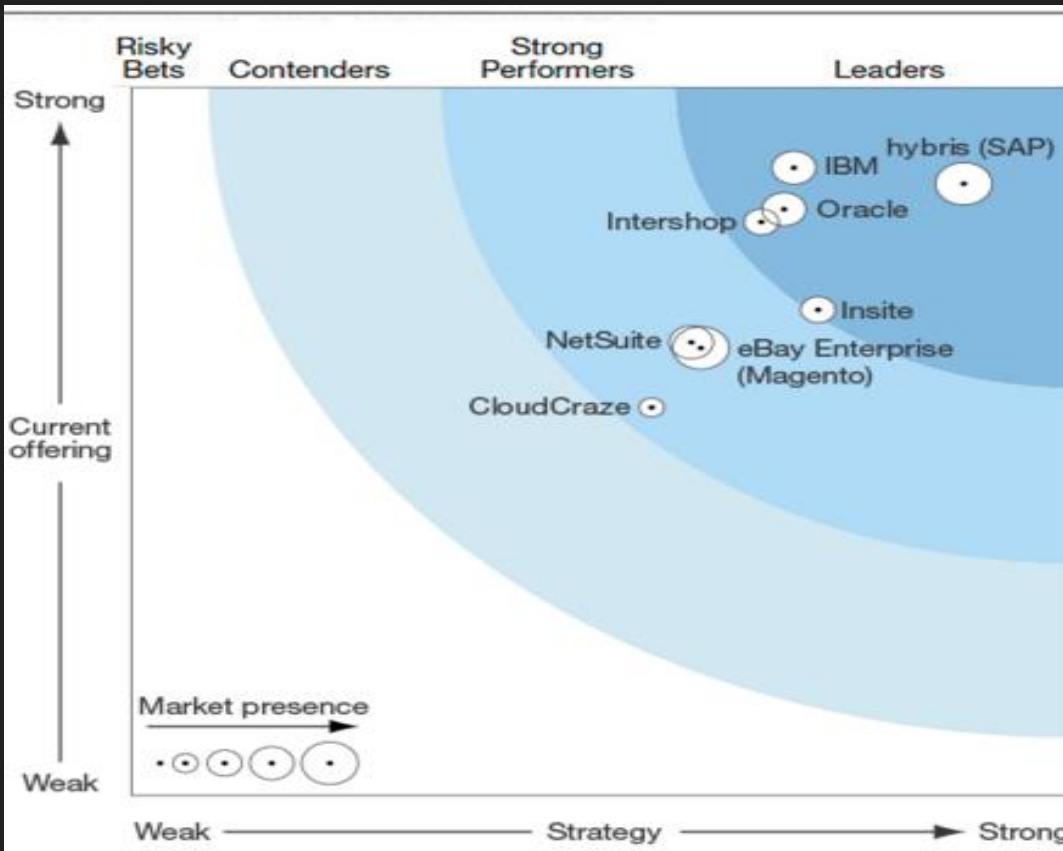 Risky
Bets
Contenders
Strong
Performers
Leaders
Strong
hybris (SAP)
IBM
Oracle
Intershop
Insite
NetSuite
eBay Enterprise
(Magento)
CloudCraze
Current
offering
Market presence
Weak
Weak
Strategy
Strong